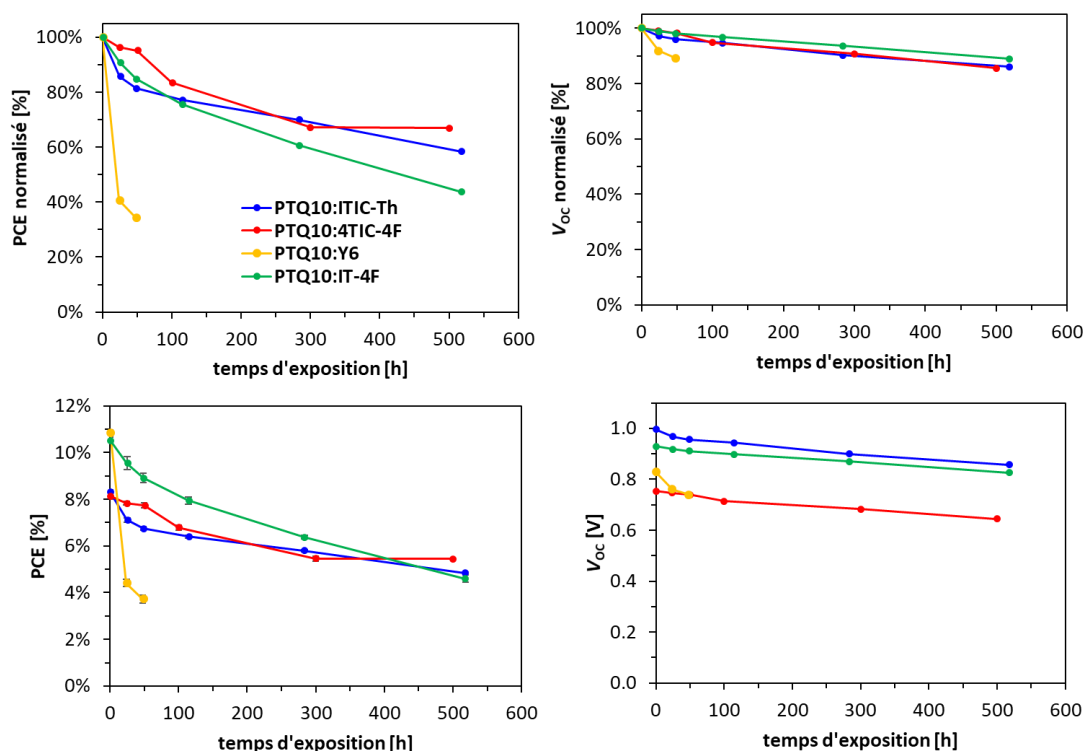 PCE normalisé [%]
100%
80%
60%
40%
20%
0%
PTQ10:ITIC-Th
PTQ10:4TIC-4F
PTQ10:Y6
PTQ10:IT-4F
0 100 200 300 400 500 600
temps d'exposition [h]
VOC normalisé [%[
100%
80%
60%
40%
20%
0%
0 100 200 300 400 500 600
temps d'exposition [h]
PCE [%]
12%
10%
8%
6%
4%
2%
0%
0 100 200 300 400 500 600
temps d'exposition [h]
VOC [V]
1.0
0.8
0.6
0.4
0.2
0.0
0 100 200 300 400 500 600
temps d'exposition [h]